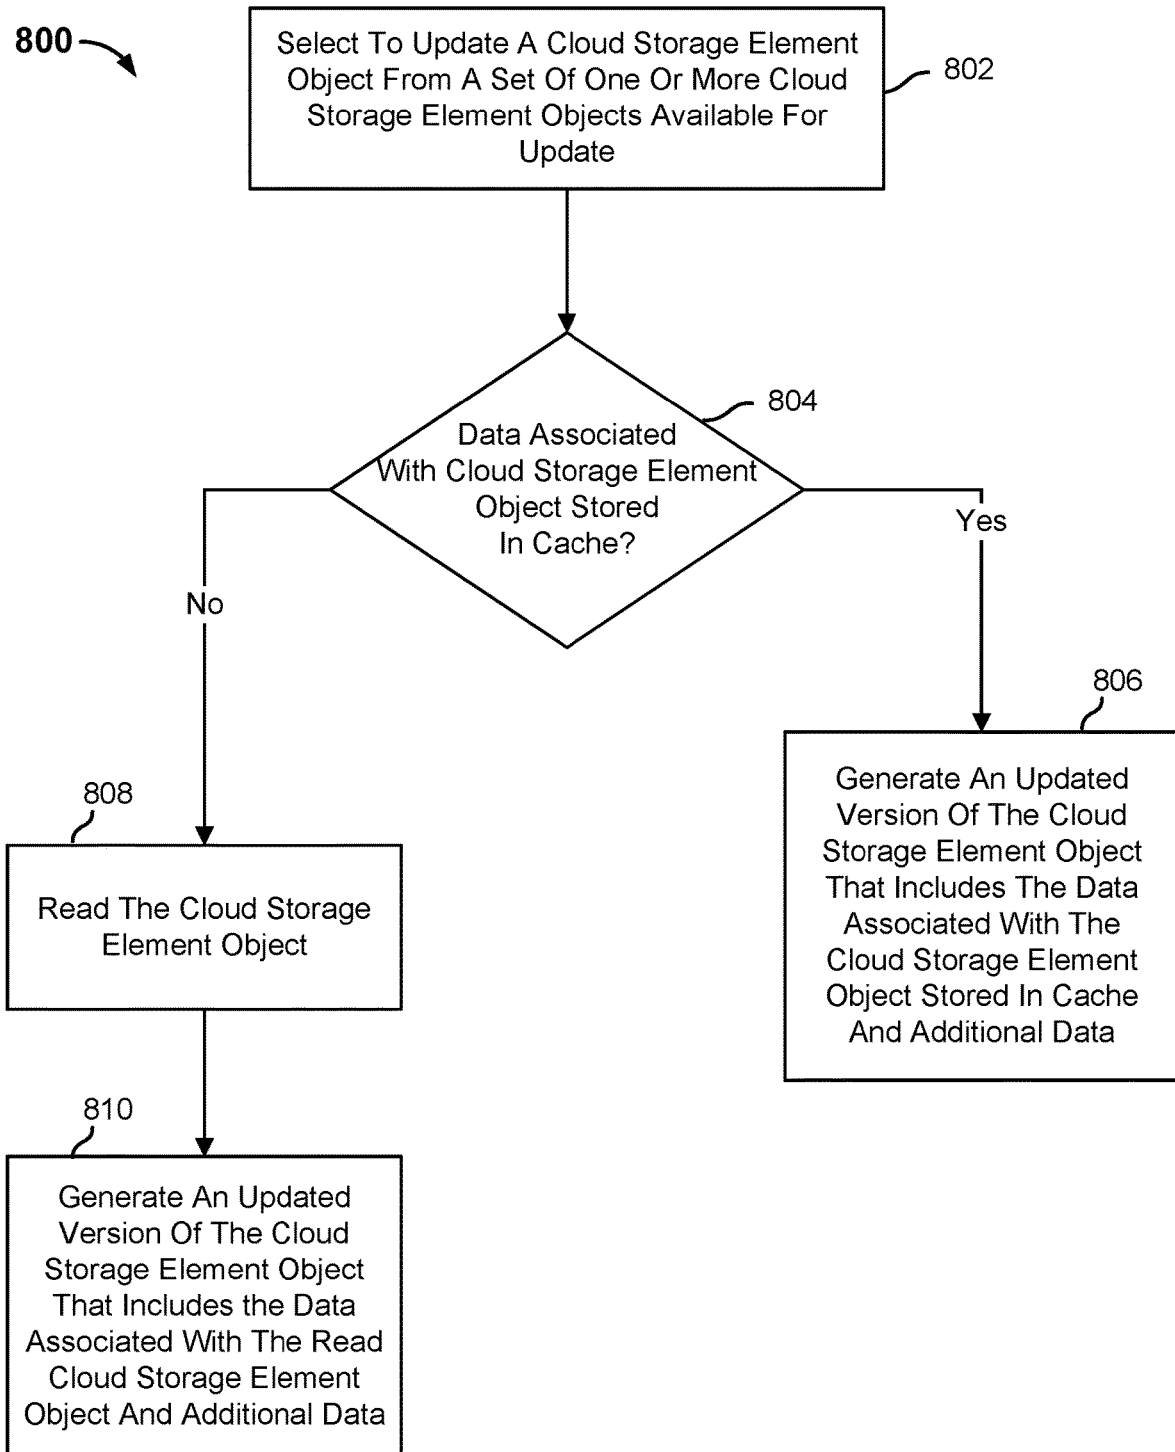 800
Select To Update A Cloud Storage Element
Object From A Set Of One Or More Cloud
Storage Element Objects Available For
Update
802
804
Data Associated
With Cloud Storage Element
Object Stored
In Cache?
Yes
No
806
Generate An Updated
Version Of The Cloud
Storage Element Object
That Includes The Data
Associated With The
Cloud Storage Element
Object Stored In Cache
And Additional Data
808
Read The Cloud Storage
Element Object
810
Generate An Updated
Version Of The Cloud
Storage Element Object
That Includes the Data
Associated With The Read
Cloud Storage Element
Object And Additional Data